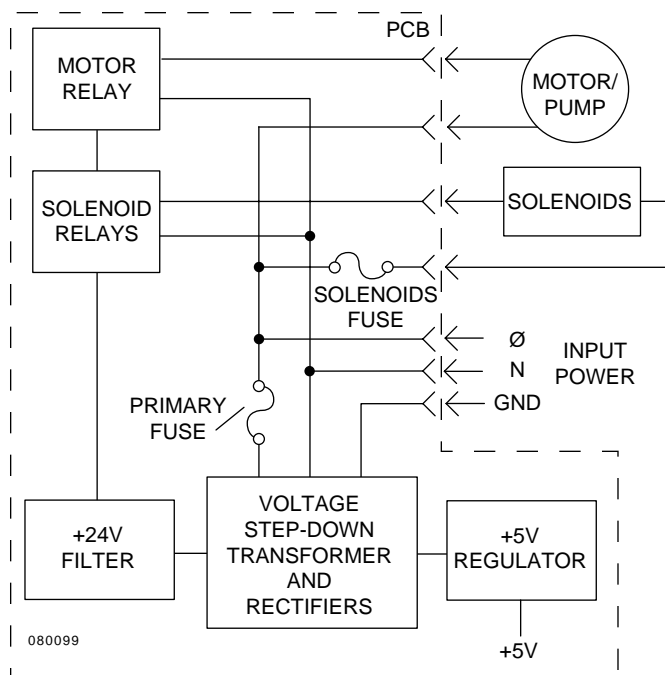 PCB
MOTOR
RELAY
MOTOR/
PUMP
SOLENOID
RELAYS
SOLENOIDS
SOLENOIDS
FUSE
Ø
N
GND
INPUT
POWER
PRIMARY
FUSE
+24V
FILTER
VOLTAGE
STEP-DOWN
TRANSFORMER
AND
RECTIFIERS
+5V
REGULATOR
+5V
080099